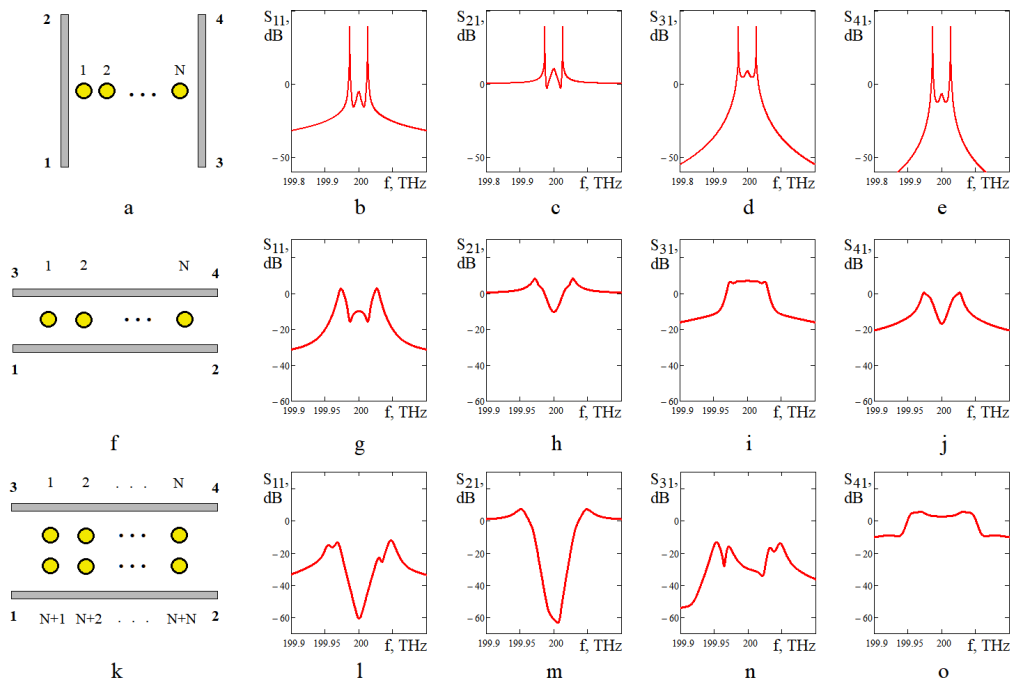 2 4
1 2 N
. . .
1 3
a
S11, dB
0
− 50
199.8 199.9 200 f, THz
b
S21, dB
0
− 50
199.8 199.9 200 f, THz
c
S31, dB
0
− 50
199.8 199.9 200 f, THz
d
S41, dB
0
− 50
199.8 199.9 200 f, THz
e
3 1 2 N 4
. . .
1 2
f
S11, dB
0
− 20
− 40
− 60
199.9 199.95 200 f, THz
g
S21, dB
0
− 20
− 40
− 60
199.9 199.95 200 f, THz
h
S31, dB
0
− 20
− 40
− 60
199.9 199.95 200 f, THz
i
S41, dB
0
− 20
− 40
− 60
199.9 199.95 200 f, THz
j
3 1 2 . . . N 4
. . .
. . .
1 N+1 N+2 . . . N+N 2
k
S11, dB
0
− 20
− 40
− 60
199.9 199.95 200 f, THz
l
S21, dB
0
− 20
− 40
− 60
199.9 199.95 200 f, THz
m
S31, dB
0
− 20
− 40
− 60
199.9 199.95 200 f, THz
n
S41, dB
0
− 20
− 40
− 60
199.9 199.95 200 f, THz
o